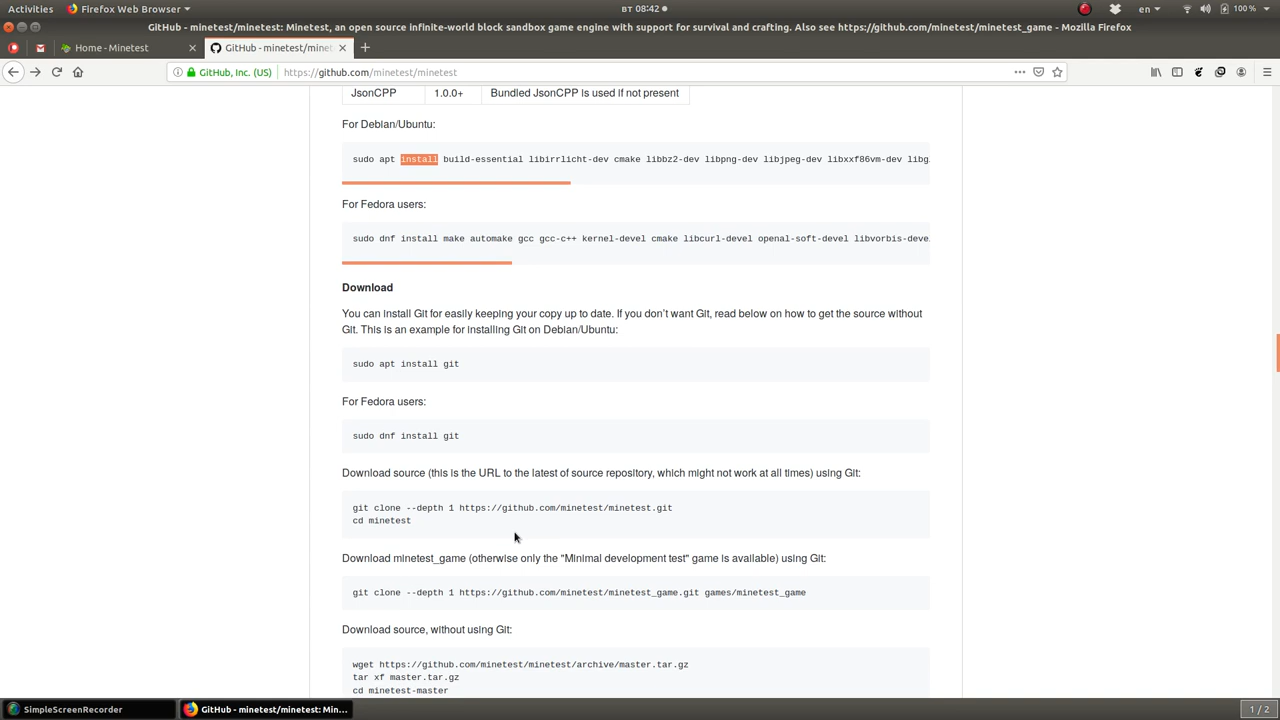 Activities Firefox Web Browser вт 08:42 en 100 %
GitHub - minetest/minetest: Minetest, an open source infinite-world block sandbox game engine with support for survival and crafting. Also see https://github.com/minetest/minetest_game - Mozilla Firefox
Home - Minetest GitHub - minetest/minet
GitHub, Inc. (US) https://github.com/minetest/minetest
JsonCPP 1.0.0+ Bundled JsonCPP is used if not present
For Debian/Ubuntu:
sudo apt install build-essential libirrlicht-dev cmake libbz2-dev libpng-dev libjpeg-dev libxxf86vm-dev libg
For Fedora users:
sudo dnf install make automake gcc gcc-c++ kernel-devel cmake libcurl-devel openal-soft-devel libvorbis-deve
Download
You can install Git for easily keeping your copy up to date. If you don't want Git, read below on how to get the source without
Git. This is an example for installing Git on Debian/Ubuntu:
sudo apt install git
For Fedora users:
sudo dnf install git
Download source (this is the URL to the latest of source repository, which might not work at all times) using Git:
git clone --depth 1 https://github.com/minetest/minetest.git
cd minetest
Download minetest_game (otherwise only the "Minimal development test" game is available) using Git:
git clone --depth 1 https://github.com/minetest/minetest_game.git games/minetest_game
Download source, without using Git:
wget https://github.com/minetest/minetest/archive/master.tar.gz
tar xf master.tar.gz
cd minetest-master
SimpleScreenRecorder GitHub - minetest/minetest: Min... 1 / 2